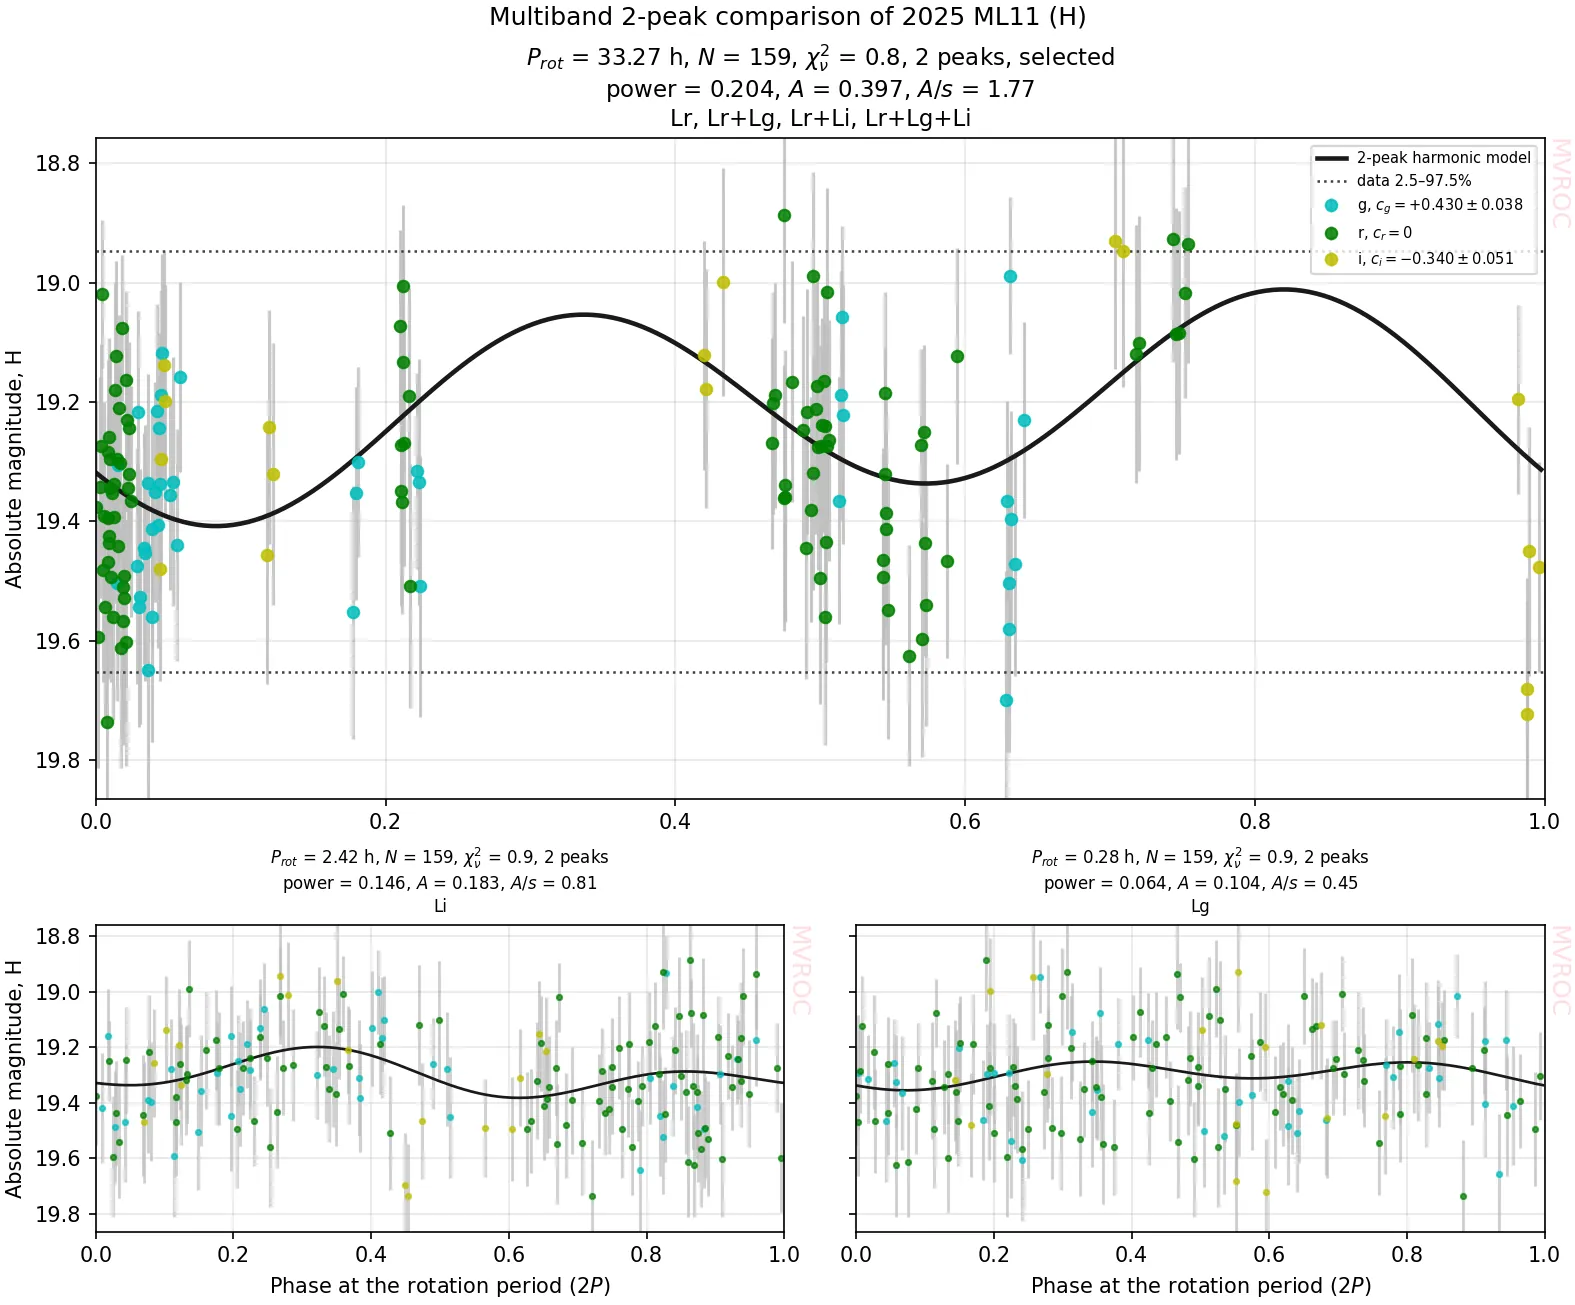 Multiband 2-peak comparison of 2025 ML11 (H)
P_rot = 33.27 h, N = 159, χ²_ν = 0.8, 2 peaks, selected
power = 0.204, A = 0.397, A/s = 1.77
Lr, Lr+Lg, Lr+Li, Lr+Lg+Li
2-peak harmonic model
data 2.5–97.5%
g, c_g = +0.430 ± 0.038
r, c_r = 0
i, c_i = −0.340 ± 0.051
MVROC
Absolute magnitude, H
18.8
19.0
19.2
19.4
19.6
19.8
0.0 0.2 0.4 0.6 0.8 1.0
P_rot = 2.42 h, N = 159, χ²_ν = 0.9, 2 peaks
power = 0.146, A = 0.183, A/s = 0.81
Li
MVROC
Absolute magnitude, H
18.8
19.0
19.2
19.4
19.6
19.8
0.0 0.2 0.4 0.6 0.8 1.0
Phase at the rotation period (2P)
P_rot = 0.28 h, N = 159, χ²_ν = 0.9, 2 peaks
power = 0.064, A = 0.104, A/s = 0.45
Lg
MVROC
0.0 0.2 0.4 0.6 0.8 1.0
Phase at the rotation period (2P)